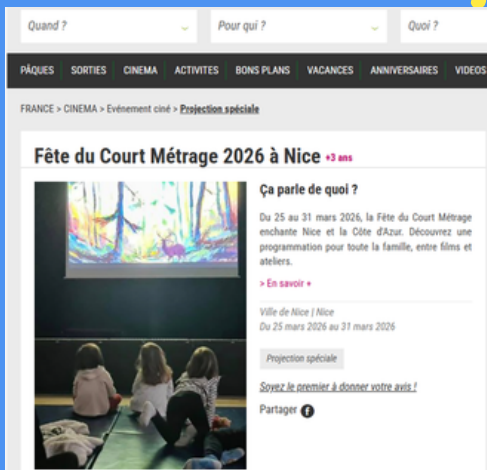 Quand ?
Pour qui ?
Quoi ?
PÂQUES SORTIES CINEMA ACTIVITES BONS PLANS VACANCES ANNIVERSAIRES VIDEOS
FRANCE > CINEMA > Evénement ciné > Projection spéciale
Fête du Court Métrage 2026 à Nice +3 ans
Ça parle de quoi ?
Du 25 au 31 mars 2026, la Fête du Court Métrage
enchante Nice et la Côte d'Azur. Découvrez une
programmation pour toute la famille, entre films et
ateliers.
> En savoir +
Ville de Nice | Nice
Du 25 mars 2026 au 31 mars 2026
Projection spéciale
Soyez le premier à donner votre avis !
Partager